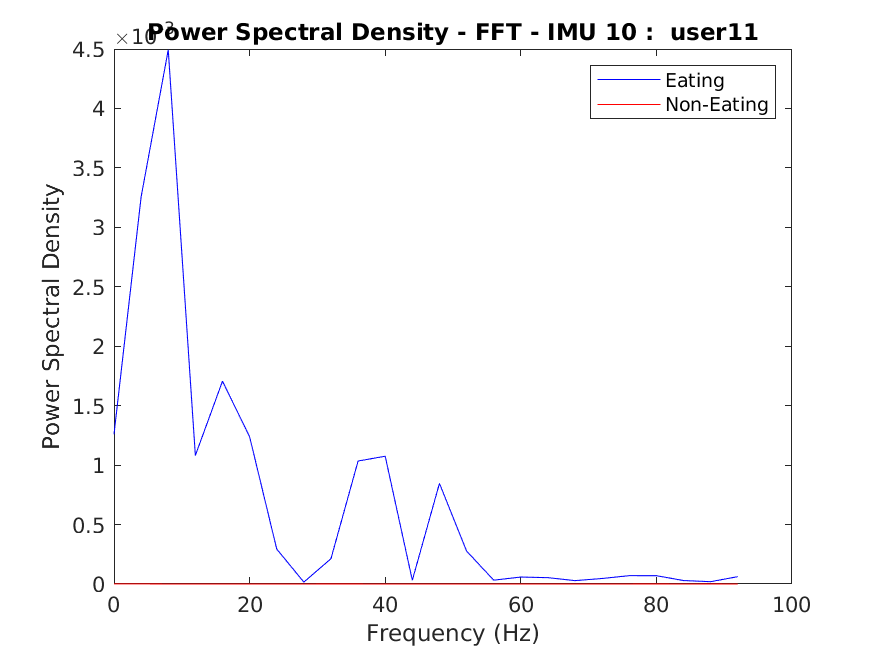 ×10⁻³
Power Spectral Density - FFT - IMU 10 : user11
Eating
Non-Eating
4.5
4
3.5
3
2.5
2
1.5
1
0.5
0
Power Spectral Density
0 20 40 60 80 100
Frequency (Hz)